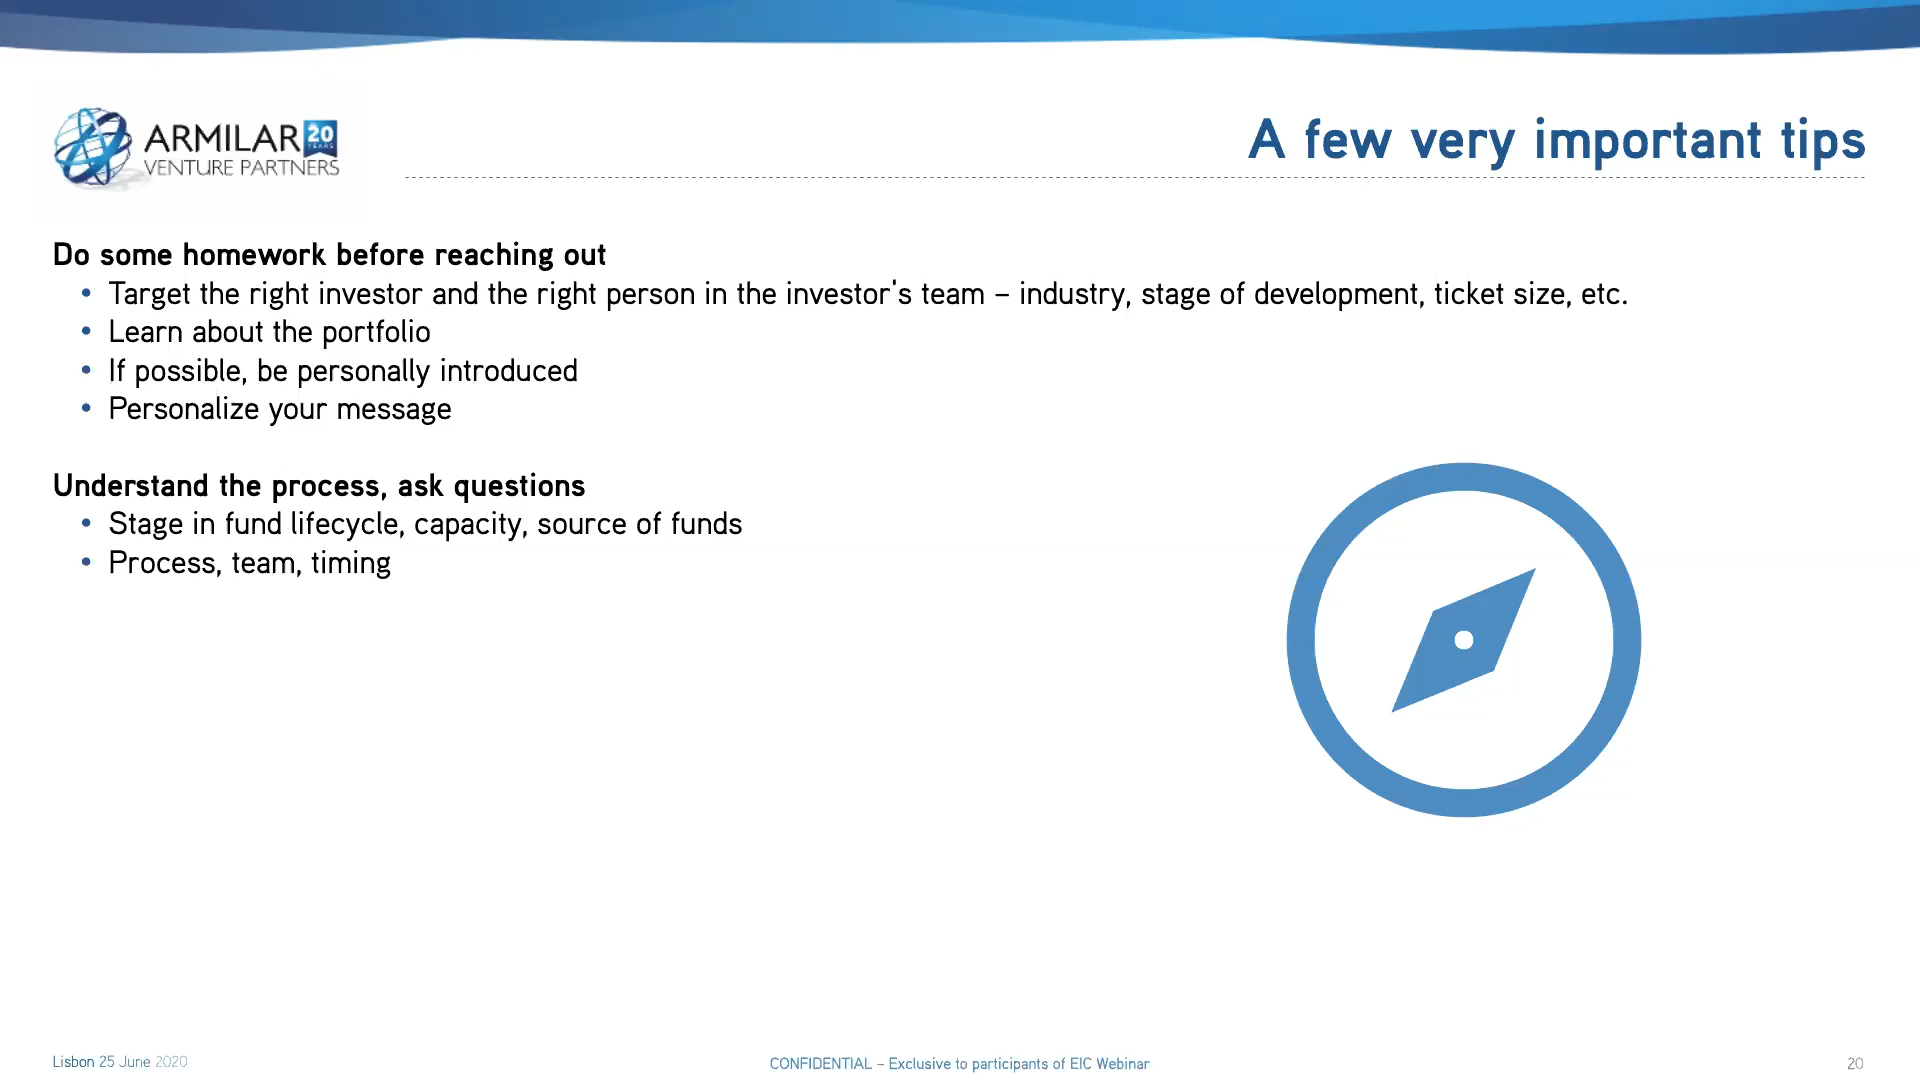 ARMILAR 20
YEARS
VENTURE PARTNERS
A few very important tips
Do some homework before reaching out
• Target the right investor and the right person in the investor's team – industry, stage of development, ticket size, etc.
• Learn about the portfolio
• If possible, be personally introduced
• Personalize your message
Understand the process, ask questions
• Stage in fund lifecycle, capacity, source of funds
• Process, team, timing
Lisbon 25 June 2020
CONFIDENTIAL – Exclusive to participants of EIC Webinar
20